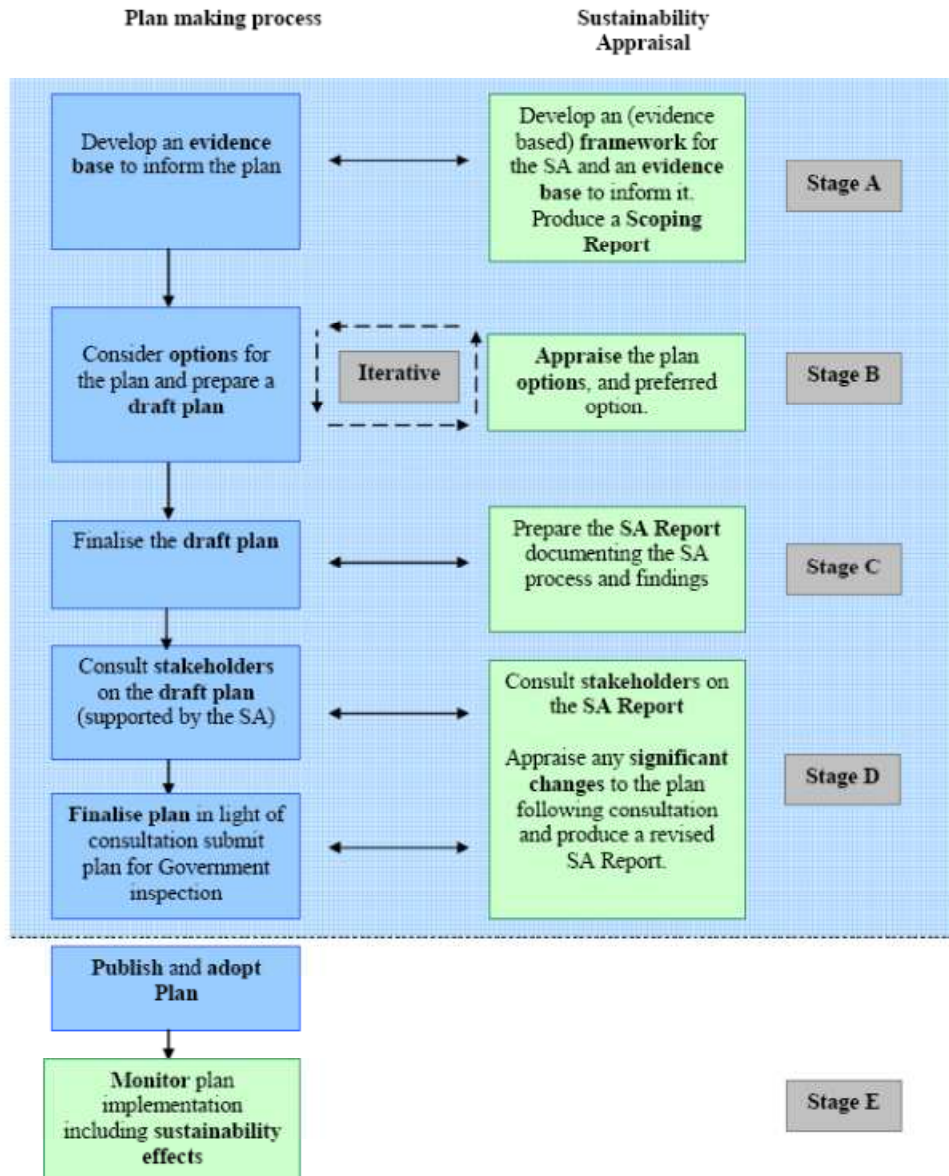 Plan making process
Sustainability
Appraisal
Develop an evidence
base to inform the plan
Develop an (evidence
based) framework for
the SA and an evidence
base to inform it.
Produce a Scoping
Report
Stage A
Consider options for
the plan and prepare a
draft plan
Iterative
Appraise the plan
options, and preferred
option.
Stage B
Finalise the draft plan
Prepare the SA Report
documenting the SA
process and findings
Stage C
Consult stakeholders
on the draft plan
(supported by the SA)
Consult stakeholders on
the SA Report
Appraise any significant
changes to the plan
following consultation
and produce a revised
SA Report.
Stage D
Finalise plan in light of
consultation submit
plan for Government
inspection
Publish and adopt
Plan
Monitor plan
implementation
including sustainability
effects
Stage E